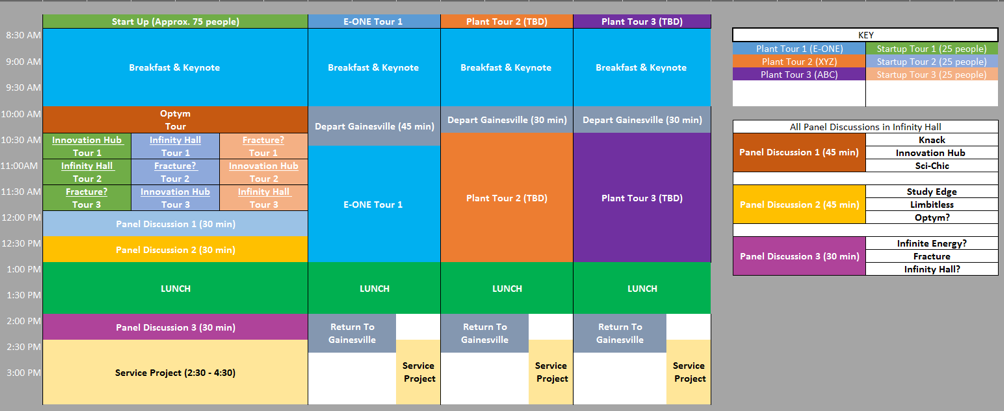 Start Up (Approx. 75 people) E-ONE Tour 1 Plant Tour 2 (TBD) Plant Tour 3 (TBD)
8:30 AM
9:00 AM Breakfast & Keynote Breakfast & Keynote Breakfast & Keynote Breakfast & Keynote
9:30 AM
10:00 AM Optym
Tour
Depart Gainesville (45 min) Depart Gainesville (30 min) Depart Gainesville (30 min)
10:30 AM Innovation Hub Infinity Hall Fracture?
Tour 1 Tour 1 Tour 1
11:00AM Infinity Hall Fracture? Innovation Hub
Tour 2 Tour 2 Tour 2
11:30 AM Fracture? Innovation Hub Infinity Hall
Tour 3 Tour 3 Tour 3
E-ONE Tour 1 Plant Tour 2 (TBD) Plant Tour 3 (TBD)
12:00 PM Panel Discussion 1 (30 min)
12:30 PM Panel Discussion 2 (30 min)
1:00 PM
LUNCH LUNCH LUNCH LUNCH
1:30 PM
2:00 PM Panel Discussion 3 (30 min) Return To Return To Return To
Gainesville Gainesville Gainesville
2:30 PM
3:00 PM Service Project (2:30 - 4:30) Service Service Service
Project Project Project
KEY
Plant Tour 1 (E-ONE) Startup Tour 1 (25 people)
Plant Tour 2 (XYZ) Startup Tour 2 (25 people)
Plant Tour 3 (ABC) Startup Tour 3 (25 people)
All Panel Discussions in Infinity Hall
Panel Discussion 1 (45 min)
Knack
Innovation Hub
Sci-Chic
Panel Discussion 2 (45 min)
Study Edge
Limbitless
Optym?
Panel Discussion 3 (30 min)
Infinite Energy?
Fracture
Infinity Hall?